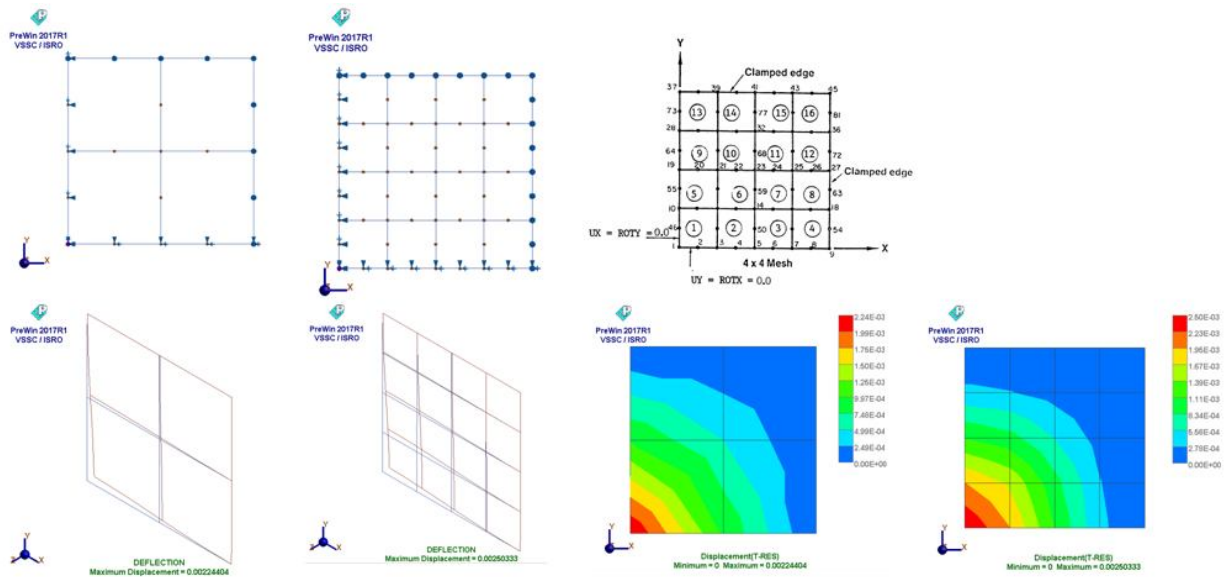 PreWin 2017R1
VSSC / ISRO
Y
X
PreWin 2017R1
VSSC / ISRO
Y
X
Y
Clamped edge
37
39
41
43
45
73
13
14
77
15
16
81
28
32
36
64
9
10
68
11
12
72
19
20
21
22
23
24
25
26
27
Clamped edge
55
5
6
59
7
8
63
10
14
18
UX = ROTY = 0.0
46
1
2
50
3
4
54
1
2
3
4
5
6
7
8
9
X
4 x 4 Mesh
UY = ROTX = 0.0
PreWin 2017R1
VSSC / ISRO
Y
Z
X
DEFLECTION
Maximum Displacement = 0.00224404
PreWin 2017R1
VSSC / ISRO
Y
Z
X
DEFLECTION
Maximum Displacement = 0.00250333
PreWin 2017R1
VSSC / ISRO
2.24E-03
1.99E-03
1.75E-03
1.50E-03
1.25E-03
9.97E-04
7.48E-04
4.99E-04
2.49E-04
0.00E+00
Y
X
Displacement(T-RES)
Minimum = 0 Maximum = 0.00224404
PreWin 2017R1
VSSC / ISRO
2.50E-03
2.23E-03
1.95E-03
1.67E-03
1.39E-03
1.11E-03
8.34E-04
5.56E-04
2.78E-04
0.00E+00
Y
X
Displacement(T-RES)
Minimum = 0 Maximum = 0.00250333